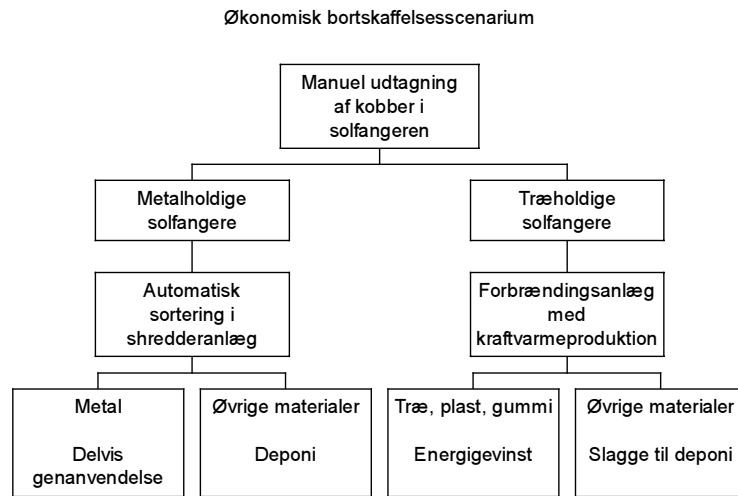 Økonomisk bortskaffelsesscenarium
Manuel udtagning
af kobber i
solfangeren
Metalholdige
solfangere
Træholdige
solfangere
Automatisk
sortering i
shredderanlæg
Forbrændingsanlæg
med
kraftvarmeproduktion
Metal
Delvis
genanvendelse
Øvrige materialer
Deponi
Træ, plast, gummi
Energigevinst
Øvrige materialer
Slagge til deponi